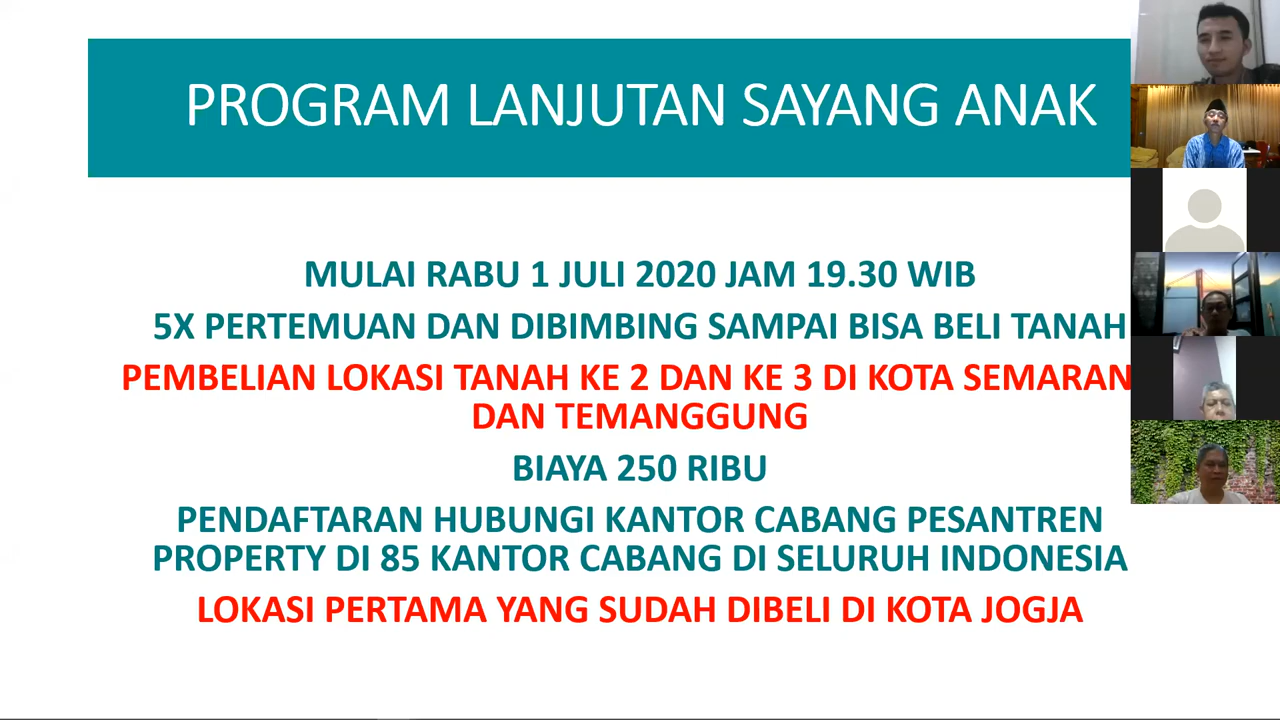 PROGRAM LANJUTAN SAYANG ANAK
MULAI RABU 1 JULI 2020 JAM 19.30 WIB
5X PERTEMUAN DAN DIBIMBING SAMPAI BISA BELI TANAH
PEMBELIAN LOKASI TANAH KE 2 DAN KE 3 DI KOTA SEMARAN
DAN TEMANGGUNG
BIAYA 250 RIBU
PENDAFTARAN HUBUNGI KANTOR CABANG PESANTREN
PROPERTY DI 85 KANTOR CABANG DI SELURUH INDONESIA
LOKASI PERTAMA YANG SUDAH DIBELI DI KOTA JOGJA